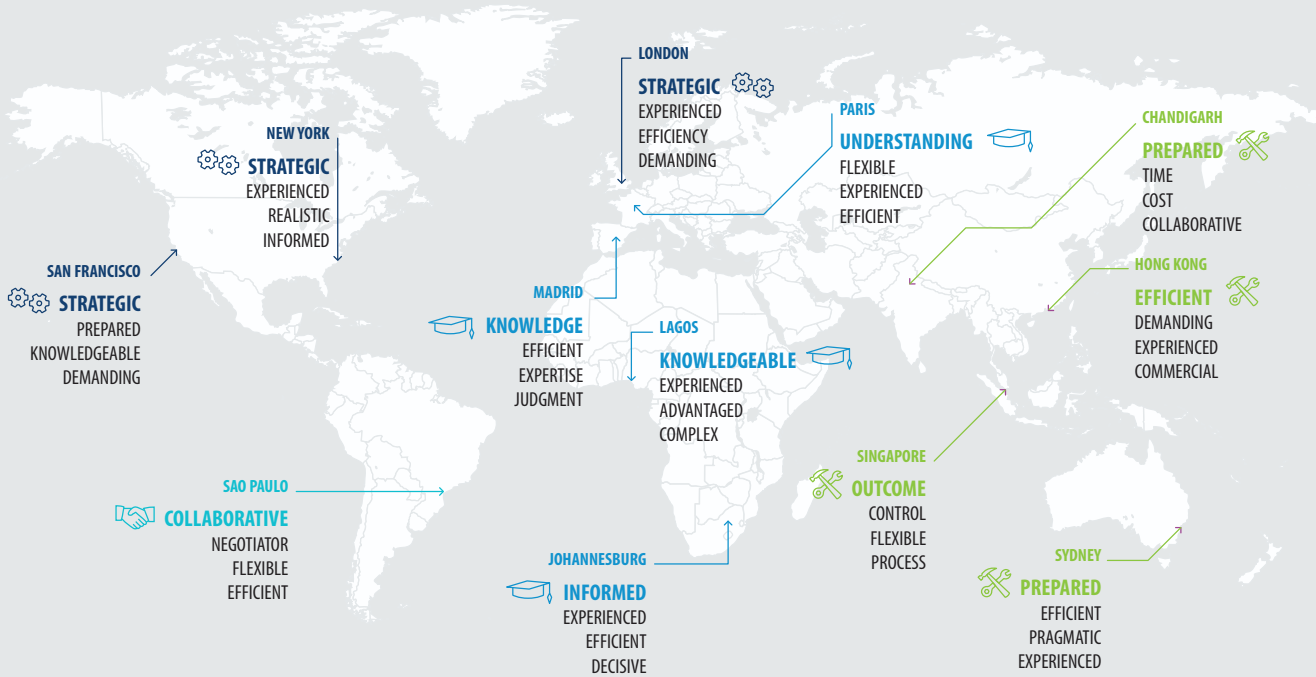 LONDON
STRATEGIC
EXPERIENCED
EFFICIENCY
DEMANDING
NEW YORK
STRATEGIC
EXPERIENCED
REALISTIC
INFORMED
PARIS
UNDERSTANDING
FLEXIBLE
EXPERIENCED
EFFICIENT
CHANDIGARH
PREPARED
TIME
COST
COLLABORATIVE
SAN FRANCISCO
STRATEGIC
PREPARED
KNOWLEDGEABLE
DEMANDING
MADRID
KNOWLEDGE
EFFICIENT
EXPERTISE
JUDGMENT
LAGOS
KNOWLEDGEABLE
EXPERIENCED
ADVANTAGED
COMPLEX
HONG KONG
EFFICIENT
DEMANDING
EXPERIENCED
COMMERCIAL
SAO PAULO
COLLABORATIVE
NEGOTIATOR
FLEXIBLE
EFFICIENT
JOHANNESBURG
INFORMED
EXPERIENCED
EFFICIENT
DECISIVE
SINGAPORE
OUTCOME
CONTROL
FLEXIBLE
PROCESS
SYDNEY
PREPARED
EFFICIENT
PRAGMATIC
EXPERIENCED